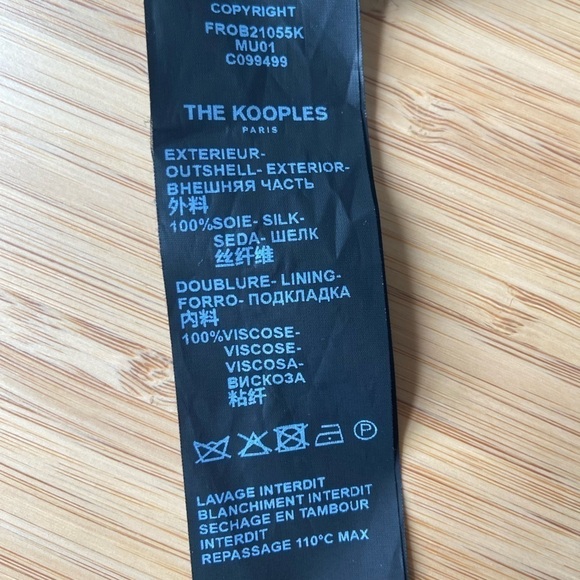 COPYRIGHT
FROB21055K
MU01
C099499
THE KOOPLES
PARIS
EXTERIEUR-
OUTSHELL- EXTERIOR-
ВНЕШНЯЯ ЧАСТЬ
外料
100%SOIE- SILK-
SEDA- ШЕЛК
丝纤维
DOUBLURE- LINING-
FORRO- ПОДКЛАДКА
内料
100%VISCOSE-
VISCOSE-
VISCOSA-
ВИСКОЗА
粘纤
P
LAVAGE INTERDIT
BLANCHIMENT INTERDIT
SECHAGE EN TAMBOUR
INTERDIT
REPASSAGE 110°C MAX